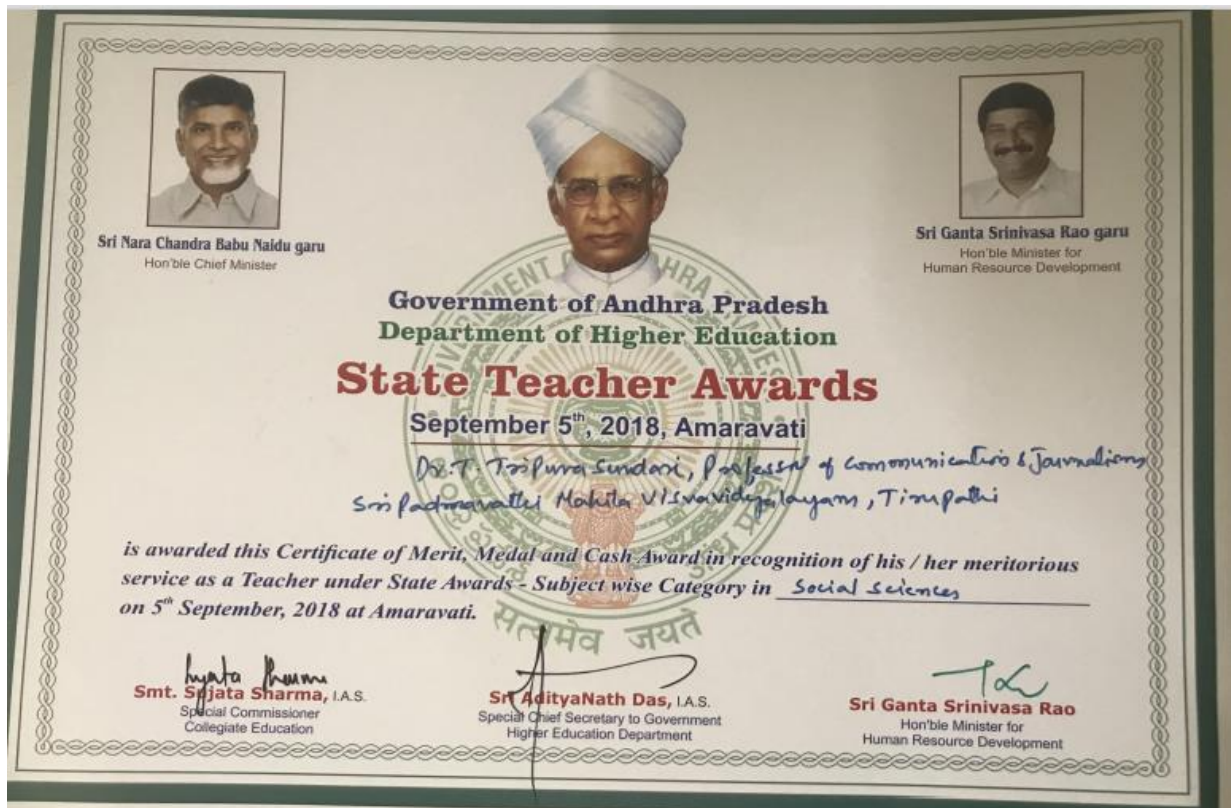 Sri Nara Chandra Babu Naidu garu
Hon'ble Chief Minister
Sri Ganta Srinivasa Rao garu
Hon'ble Minister for
Human Resource Development
Government of Andhra Pradesh
Department of Higher Education
State Teacher Awards
September 5th, 2018, Amaravati
Dr. T. Tripura Sundari, Professor of Communication & Journalism
Sri Padmavathi Mahila Visvavidyalayam, Tirupathi
is awarded this Certificate of Merit, Medal and Cash Award in recognition of his / her meritorious
service as a Teacher under State Awards - Subject wise Category in Social Sciences
on 5th September, 2018 at Amaravati.
सत्यमेव जयते
Smt. Sujata Sharma, I.A.S.
Special Commissioner
Collegiate Education
Sri AdityaNath Das, I.A.S.
Special Chief Secretary to Government
Higher Education Department
Sri Ganta Srinivasa Rao
Hon'ble Minister for
Human Resource Development